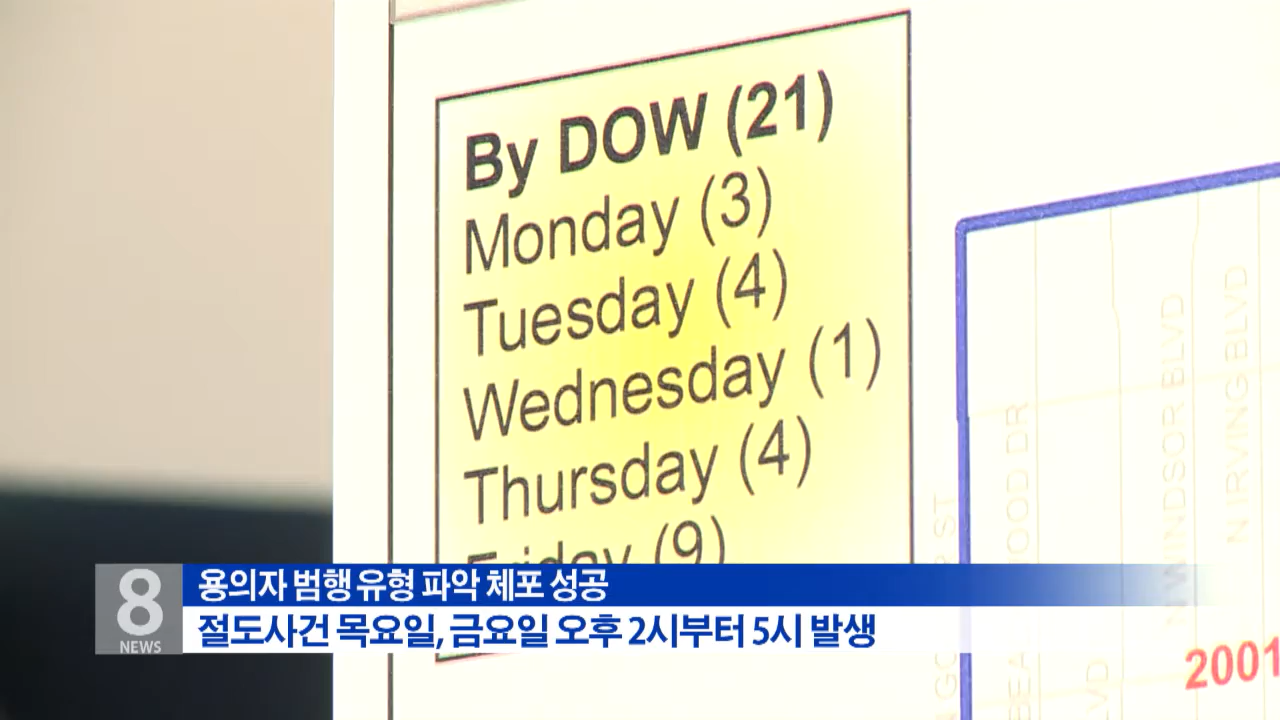 By DOW (21)
Monday (3)
Tuesday (4)
Wednesday (1)
Thursday (4)
Friday (9)
N WINDSOR BLVD
N IRVING BLVD
2001
8
NEWS
용의자 범행 유형 파악 체포 성공
절도사건 목요일, 금요일 오후 2시부터 5시 발생